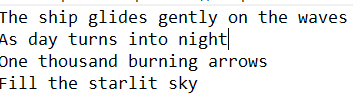 The ship glides gently on the waves
As day turns into night
One thousand burning arrows
Fill the starlit sky